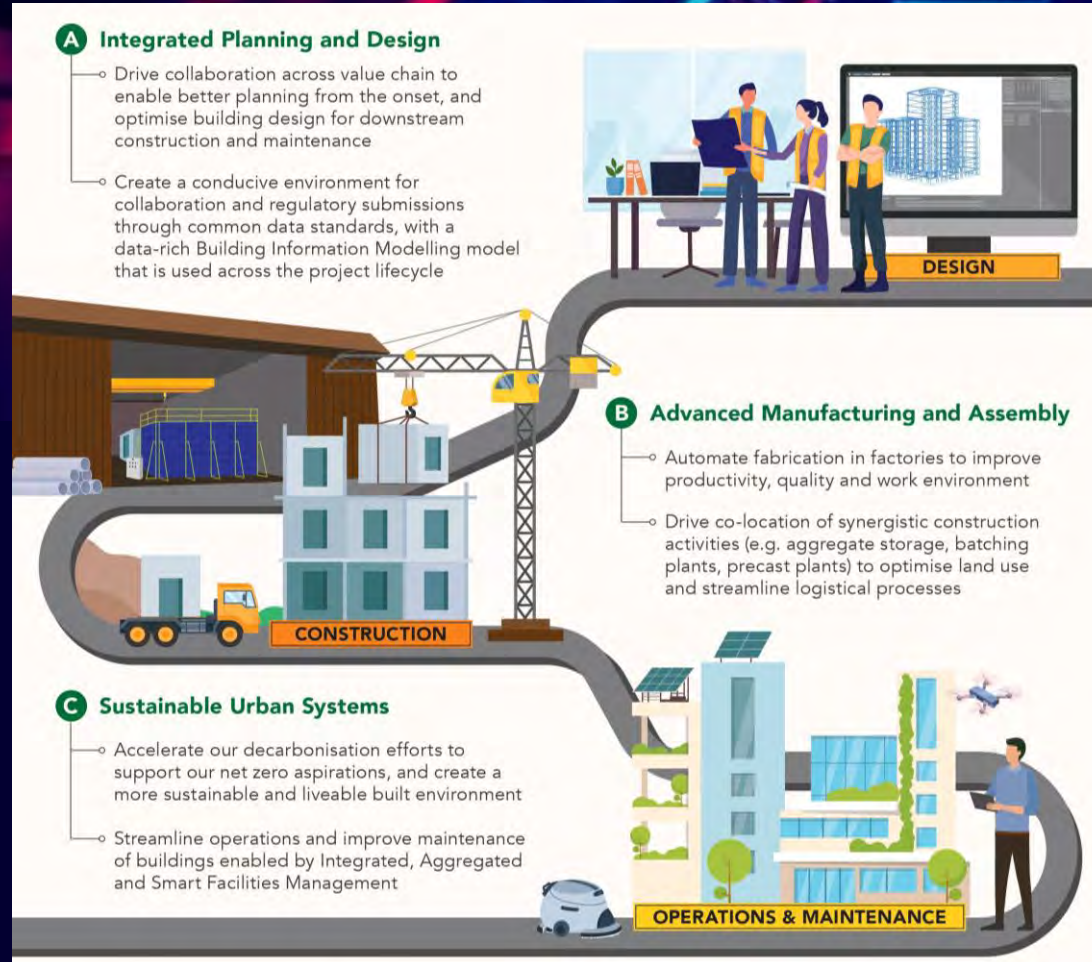 A Integrated Planning and Design
Drive collaboration across value chain to
enable better planning from the onset, and
optimise building design for downstream
construction and maintenance
Create a conducive environment for
collaboration and regulatory submissions
through common data standards, with a
data-rich Building Information Modelling model
that is used across the project lifecycle
DESIGN
B Advanced Manufacturing and Assembly
Automate fabrication in factories to improve
productivity, quality and work environment
Drive co-location of synergistic construction
activities (e.g. aggregate storage, batching
plants, precast plants) to optimise land use
and streamline logistical processes
CONSTRUCTION
C Sustainable Urban Systems
Accelerate our decarbonisation efforts to
support our net zero aspirations, and create a
more sustainable and liveable built environment
Streamline operations and improve maintenance
of buildings enabled by Integrated, Aggregated
and Smart Facilities Management
OPERATIONS & MAINTENANCE